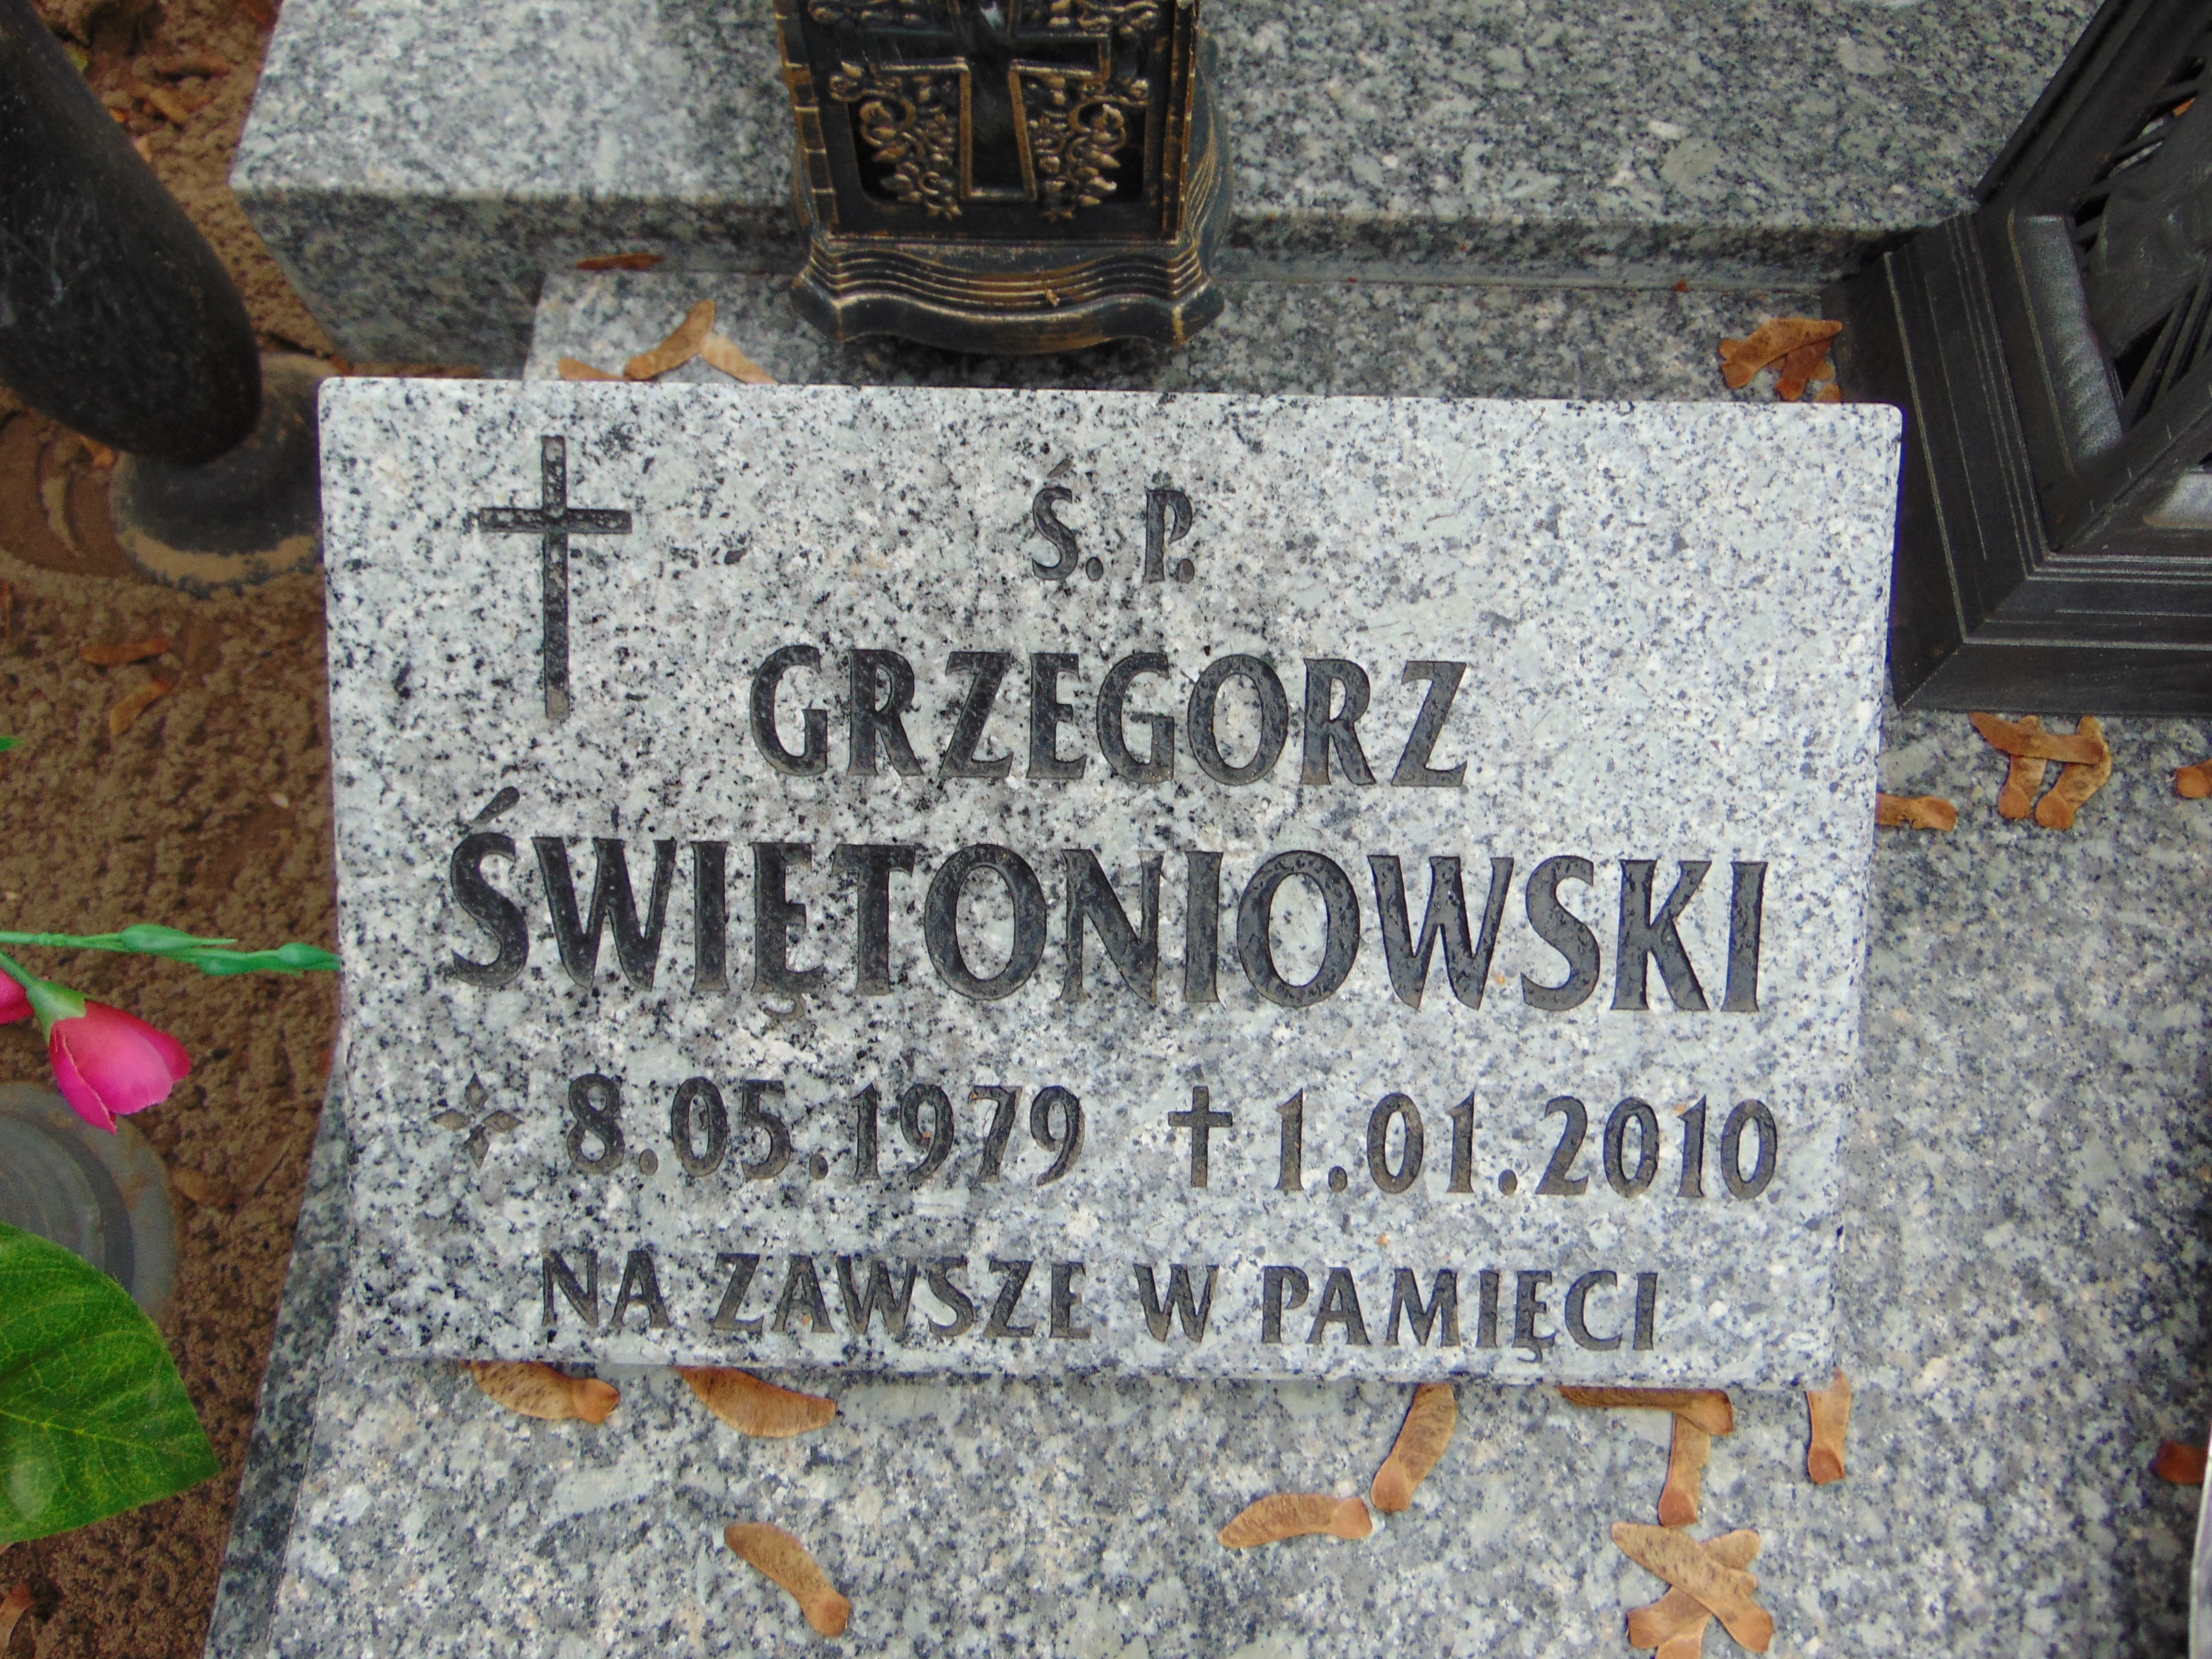 Ś. P.
GRZEGORZ
ŚWIĘTONIOWSKI
8.05.1979 1.01.2010
NA ZAWSZE W PAMIĘCI